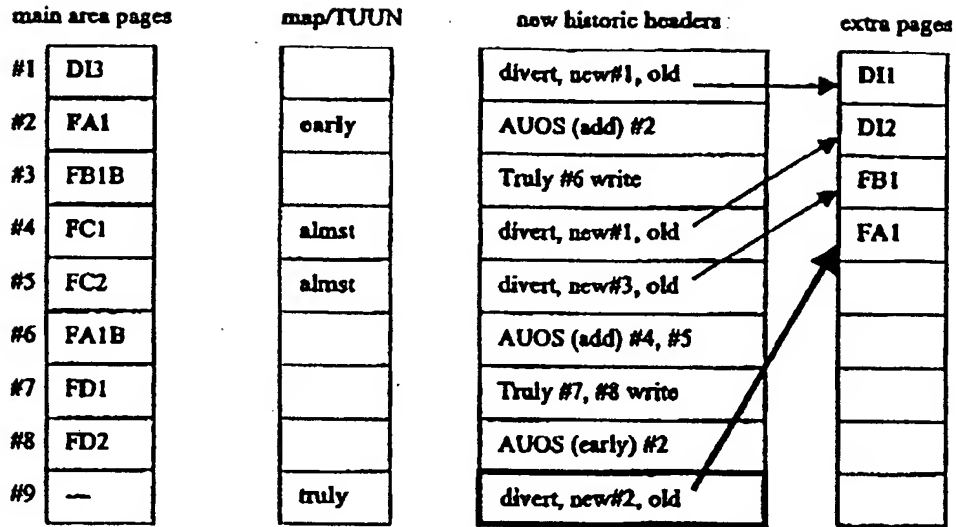 main area pages map/TUUN new historic headers extra pages
#1 DI3 divert, new#1, old DI1
#2 FA1 early AUOS (add) #2 DI2
#3 FB1B Truly #6 write FB1
#4 FC1 almst divert, new#1, old FA1
#5 FC2 almst divert, new#3, old
#6 FA1B AUOS (add) #4, #5
#7 FD1 Truly #7, #8 write
#8 FD2 AUOS (early) #2
#9 — truly divert, new#2, old